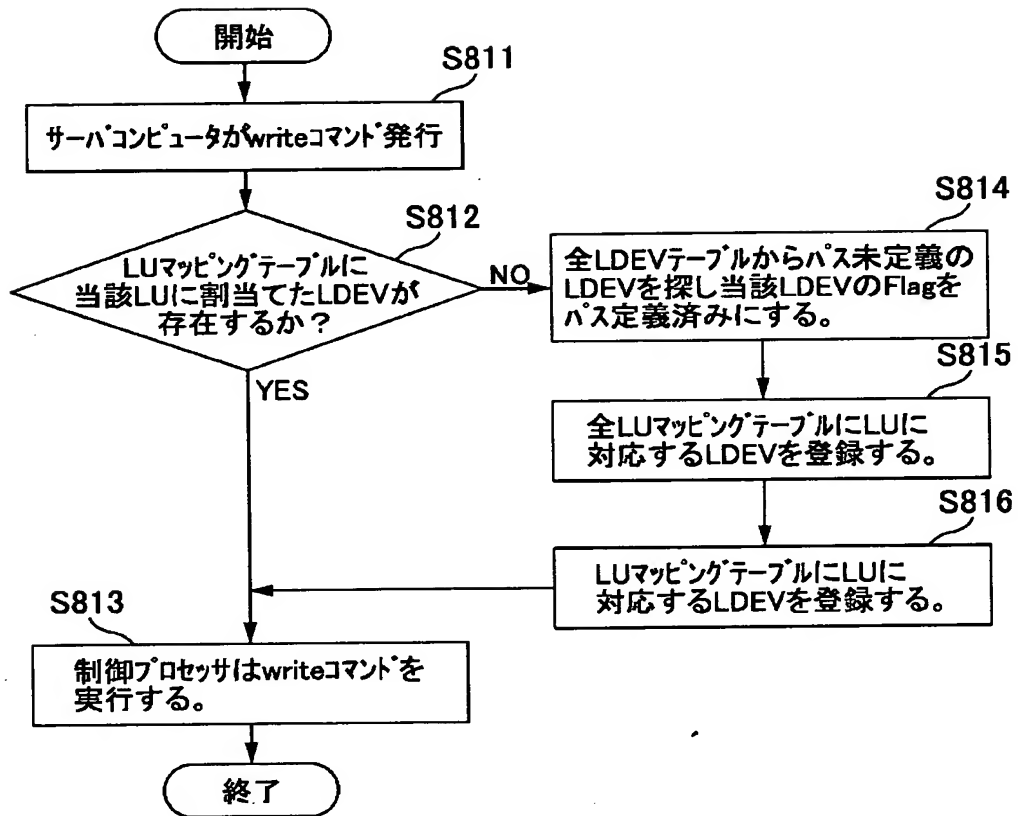 開始
S811
サーバコンピュータがwriteコマンド発行
S812
LUマッピングテーブルに
当該LUに割当てたLDEVが
存在するか?
NO
YES
S814
全LDEVテーブルからパス未定義の
LDEVを探し当該LDEVのFlagを
パス定義済みにする。
S815
全LUマッピングテーブルにLUに
対応するLDEVを登録する。
S816
LUマッピングテーブルにLUに
対応するLDEVを登録する。
S813
制御プロセッサはwriteコマンドを
実行する。
終了